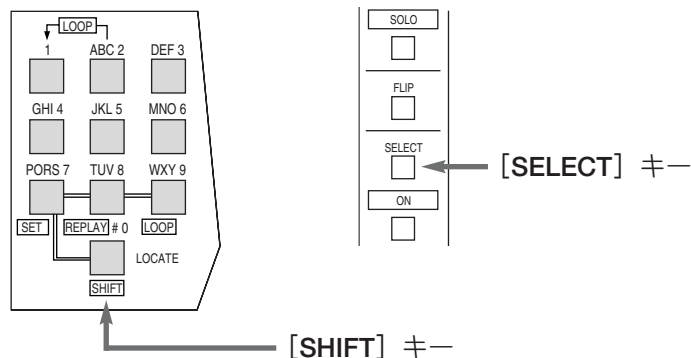 LOOP
1 ABC 2 DEF 3
GHI 4 JKL 5 MNO 6
PORS 7 TUV 8 WXY 9
SET REPLAY # 0 LOOP
LOCATE
SHIFT
[SHIFT] キー
SOLO
FLIP
SELECT
[SELECT] キー
ON